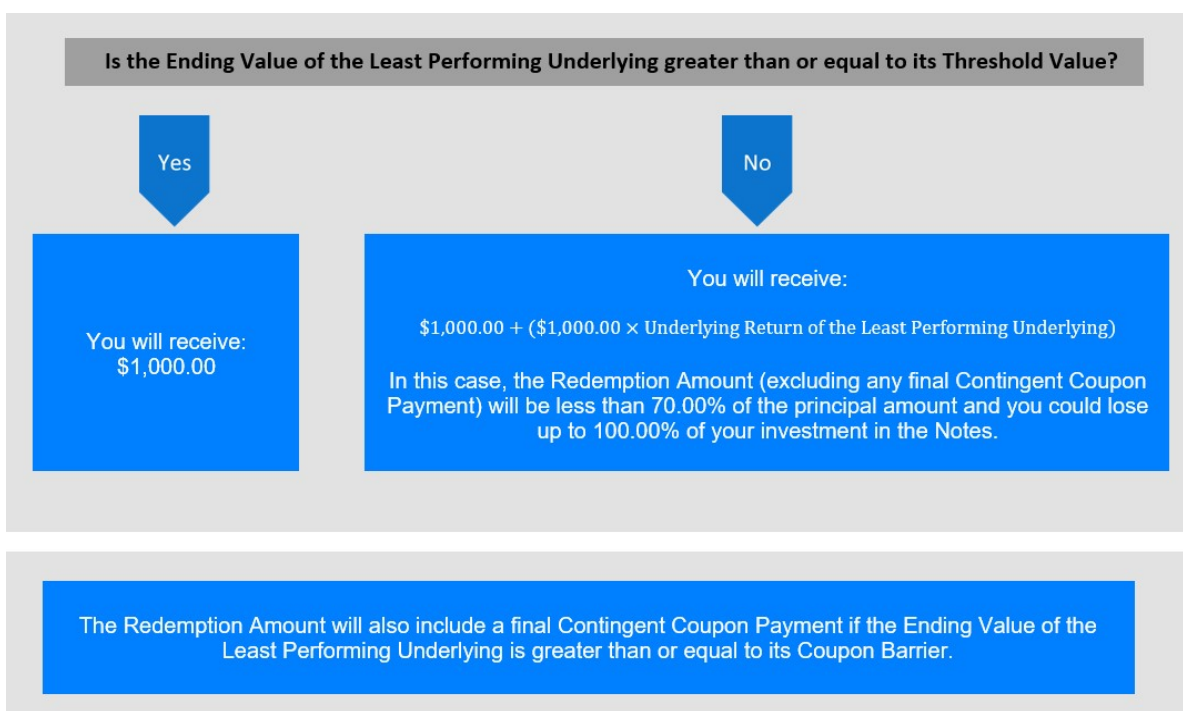 Is the Ending Value of the Least Performing Underlying greater than or equal to its Threshold Value?
Yes
No
You will receive:
$1,000.00
You will receive:
$1,000.00 + ($1,000.00 × Underlying Return of the Least Performing Underlying)
In this case, the Redemption Amount (excluding any final Contingent Coupon
Payment) will be less than 70.00% of the principal amount and you could lose
up to 100.00% of your investment in the Notes.
The Redemption Amount will also include a final Contingent Coupon Payment if the Ending Value of the
Least Performing Underlying is greater than or equal to its Coupon Barrier.